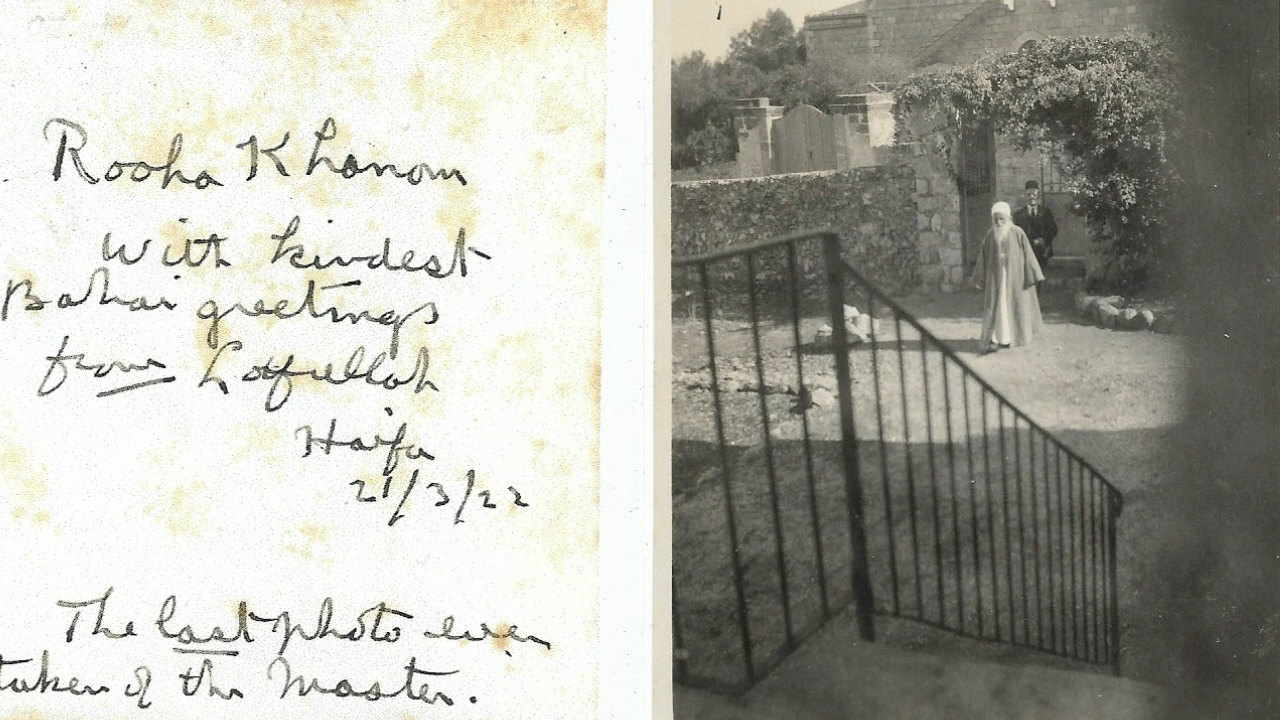 Rooha Khanom
with kindest
Bahai greetings
from Lotfullah
Haifa
21/3/22
The last photo ever
taken of the Master.